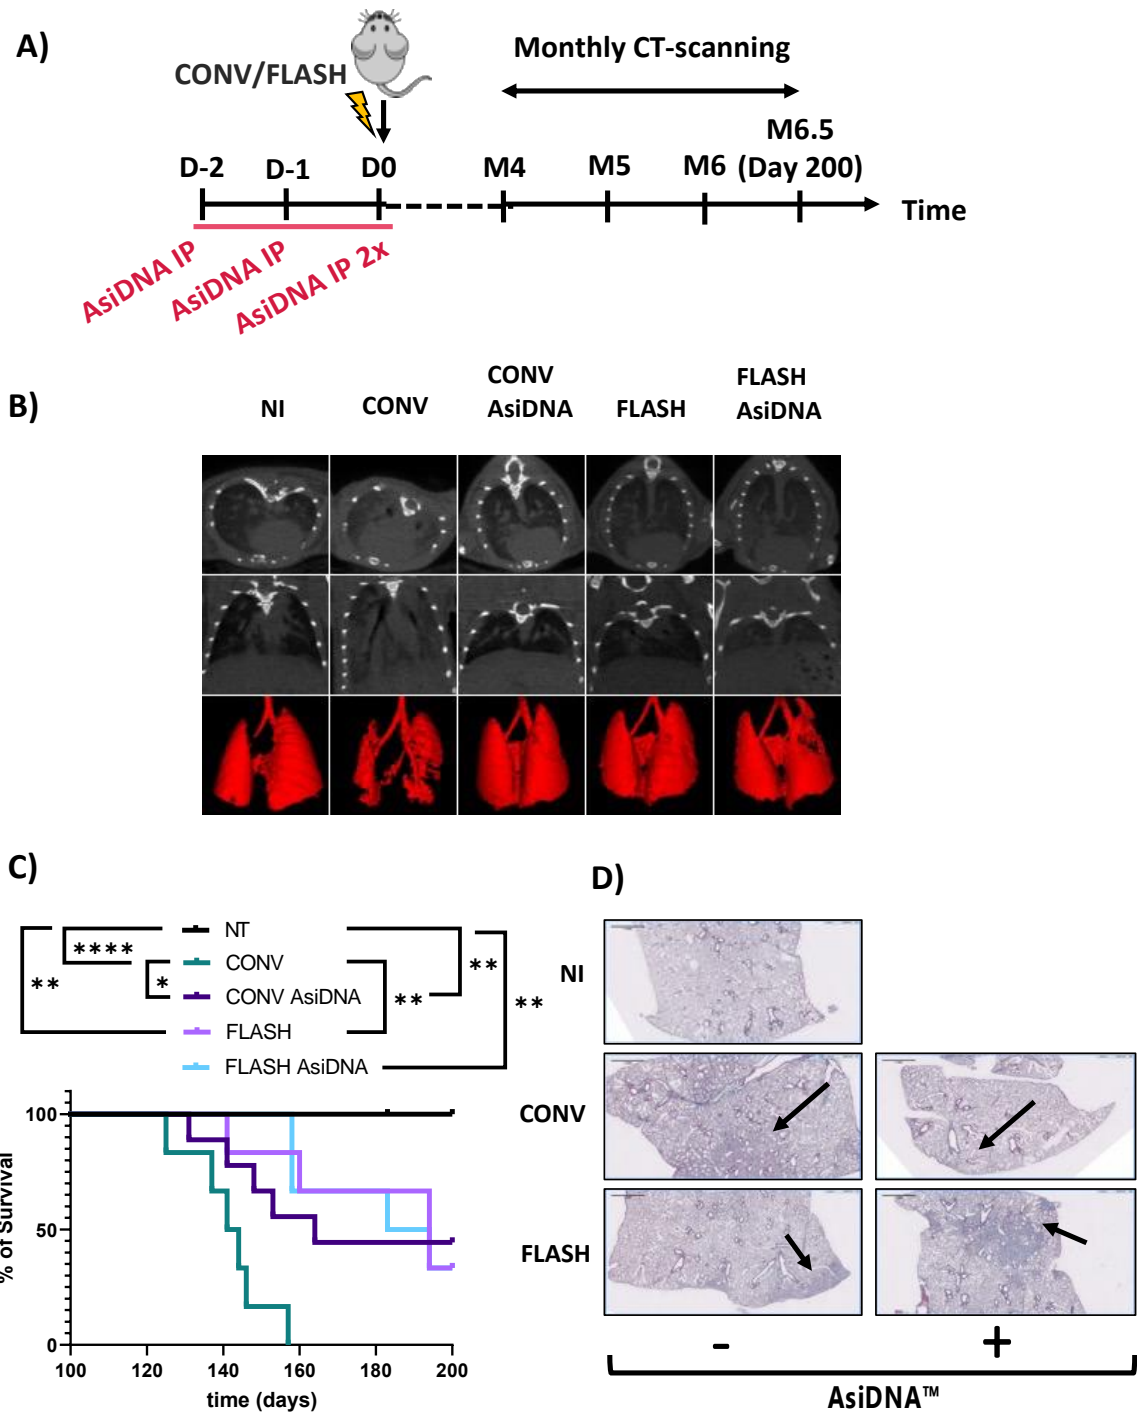 A)
CONV/FLASH
Monthly CT-scanning
D-2 D-1 D0 M4 M5 M6 M6.5
(Day 200)
Time
AsiDNA IP
AsiDNA IP
AsiDNA IP 2x
B)
NI
CONV
CONV
AsiDNA
FLASH
FLASH
AsiDNA
C)
NT
CONV
CONV AsiDNA
FLASH
FLASH AsiDNA
****
**
*
**
**
**
% of Survival
100
50
0
100 120 140 160 180 200
time (days)
D)
NI
CONV
FLASH
- +
AsiDNA™